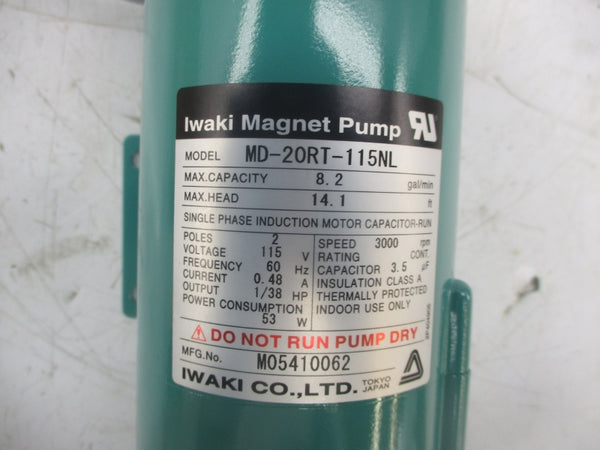 Iwaki Magnet Pump RU
MODEL MD-20RT-115NL
MAX.CAPACITY 8.2 gal/min
MAX.HEAD 14.1 ft
SINGLE PHASE INDUCTION MOTOR CAPACITOR-RUN
POLES 2
VOLTAGE 115 V
FREQUENCY 60 Hz
CURRENT 0.48 A
OUTPUT 1/38 HP
POWER CONSUMPTION
53 W
SPEED 3000 rpm
RATING CONT.
CAPACITOR 3.5 μF
INSULATION CLASS A
THERMALLY PROTECTED
INDOOR USE ONLY
⚠ DO NOT RUN PUMP DRY
MFG.No. M05410062
IWAKI CO.,LTD. TOKYO JAPAN